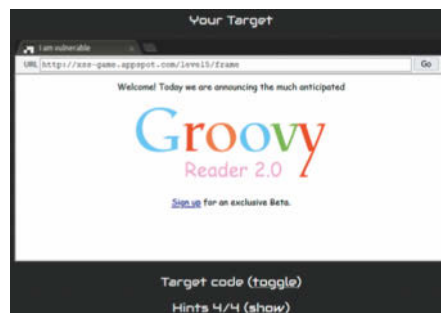 Your Target
I am vulnerable
URL http://xss-game.appspot.com/level5/frame Go
Welcome! Today we are announcing the much anticipated
Groovy
Reader 2.0
Sign up for an exclusive Beta.
Target code (toggle)
Hints 4/4 (show)